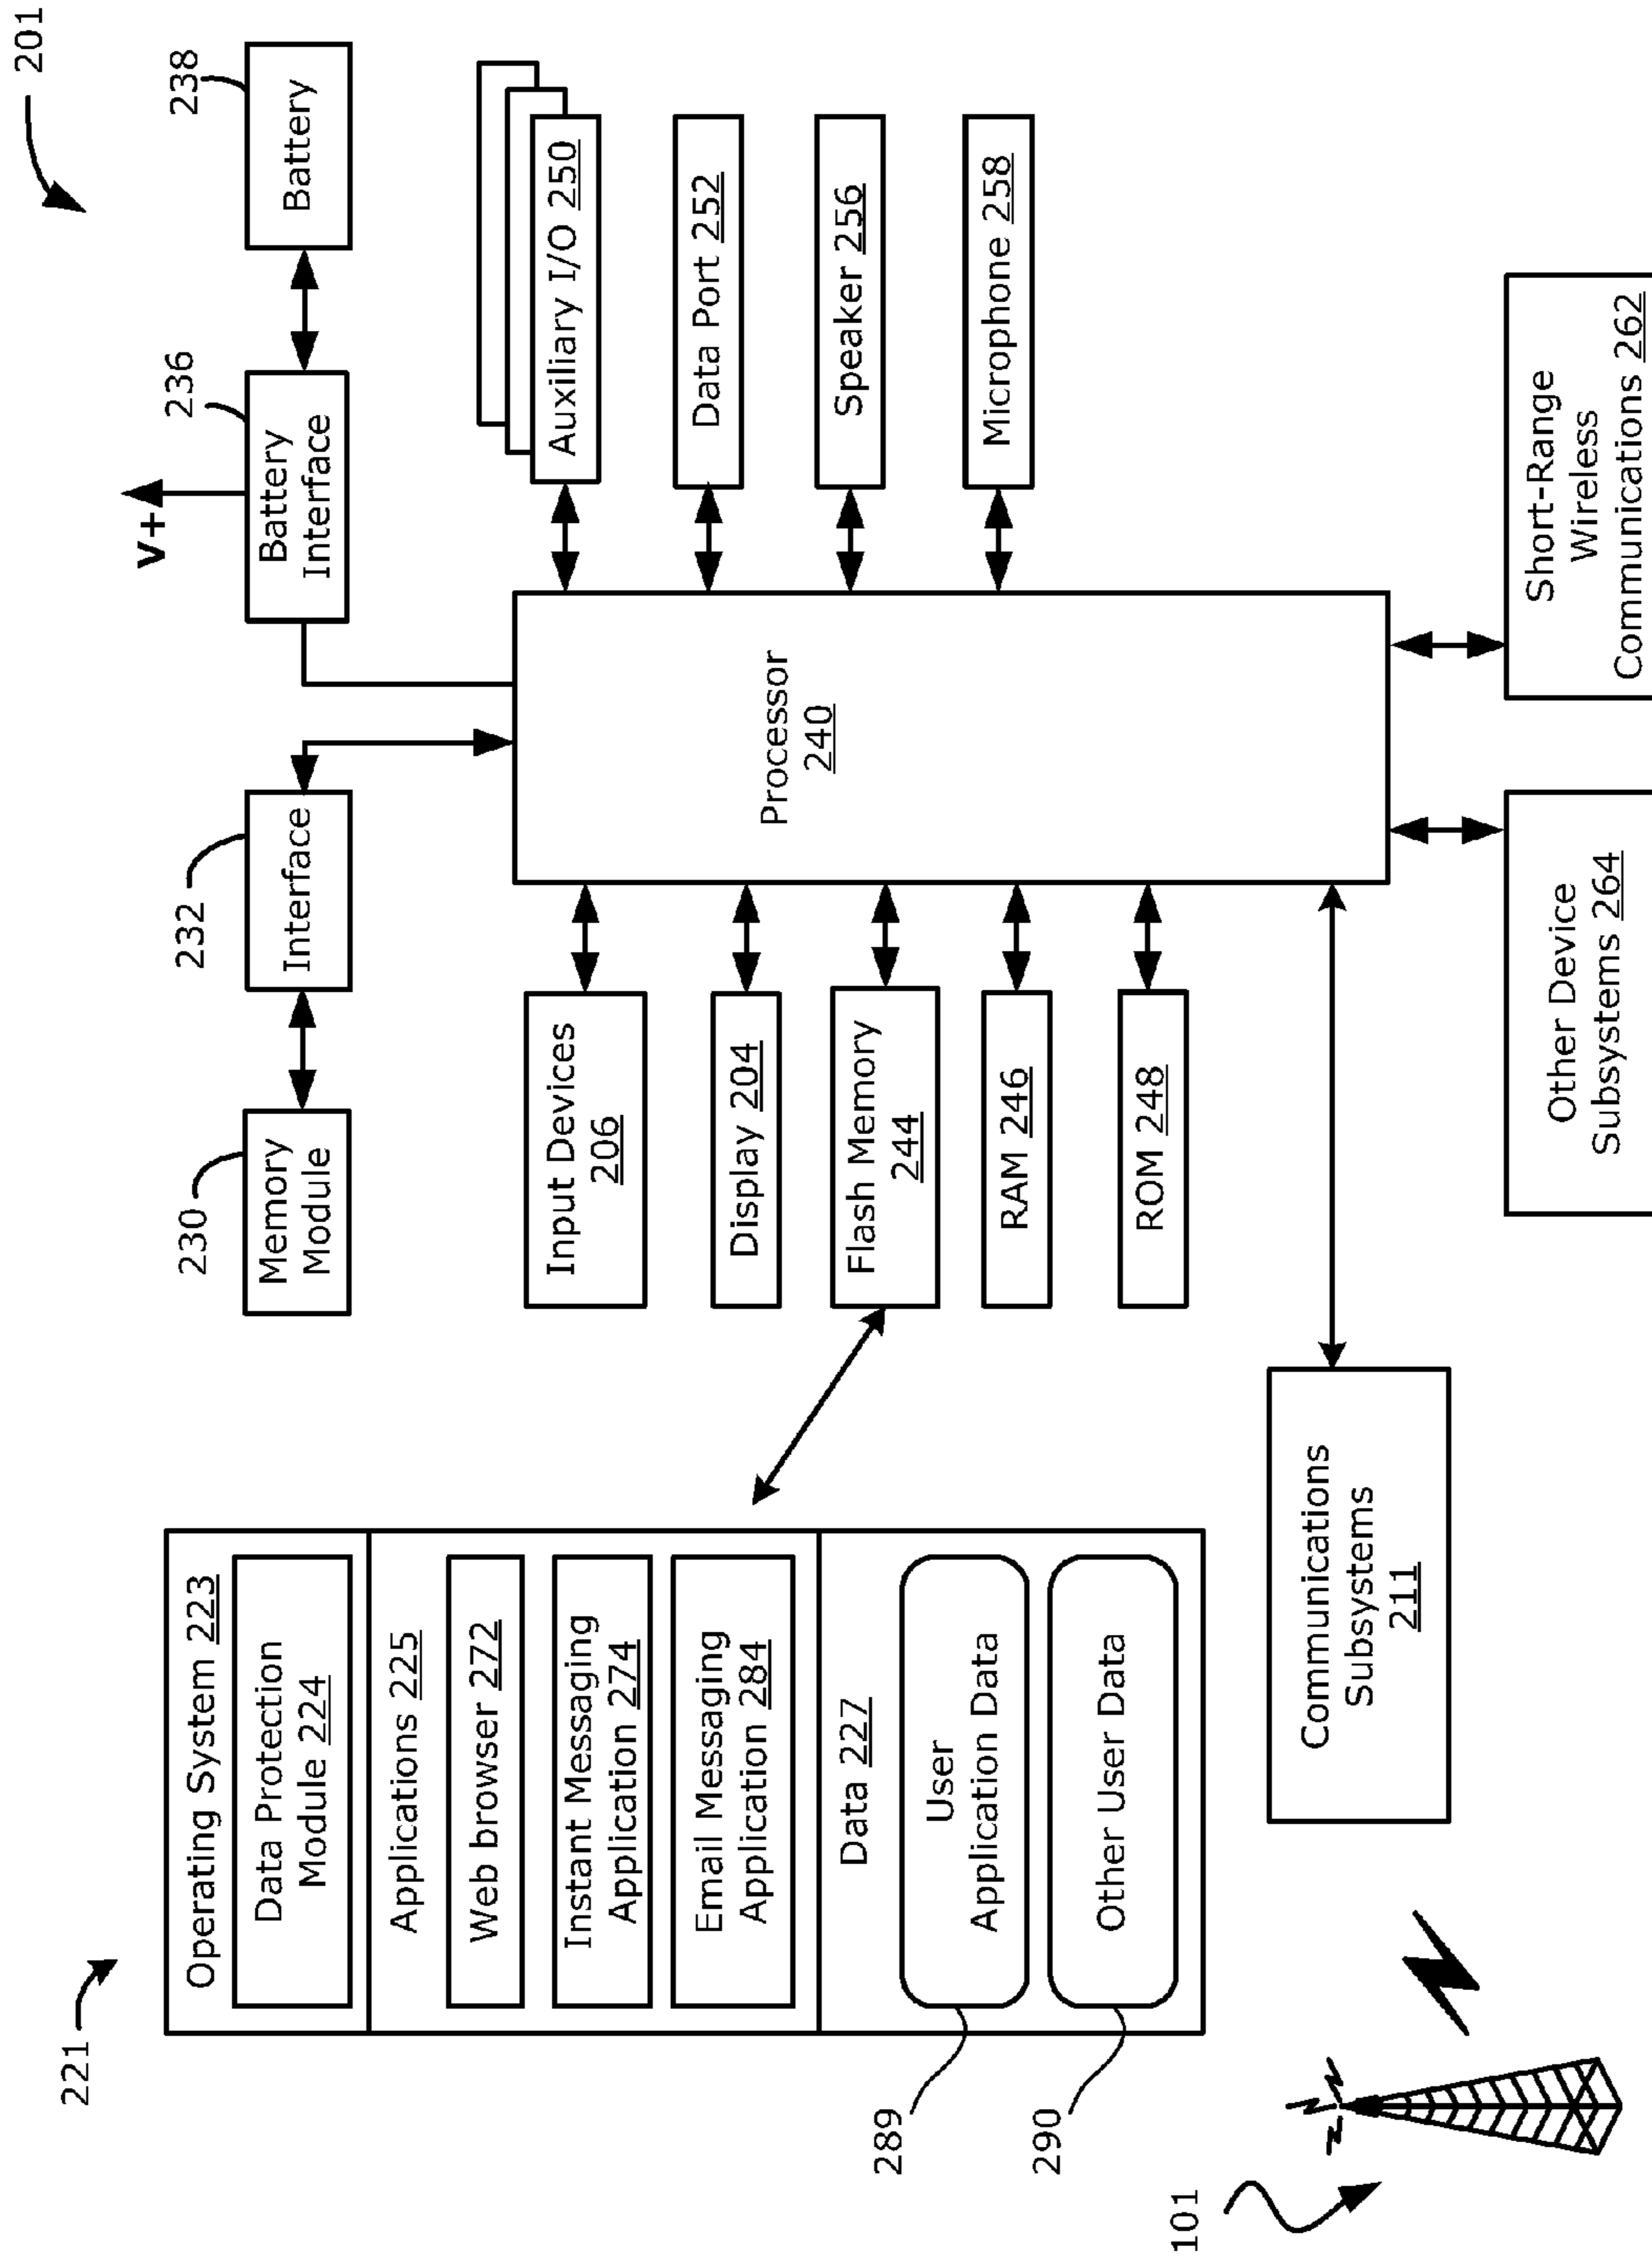 201
221
Operating System 223
Data Protection
Module 224
Applications 225
Web browser 272
Instant Messaging
Application 274
Email Messaging
Application 284
Data 227
User
Application Data
Other User Data
289
290
101
230
Memory
Module
232
Interface
V+
236
Battery
Interface
238
Battery
Input Devices
206
Display 204
Flash Memory
244
RAM 246
ROM 248
Processor
240
Auxiliary I/O 250
Data Port 252
Speaker 256
Microphone 258
Communications
Subsystems
211
Other Device
Subsystems 264
Short-Range
Wireless
Communications 262